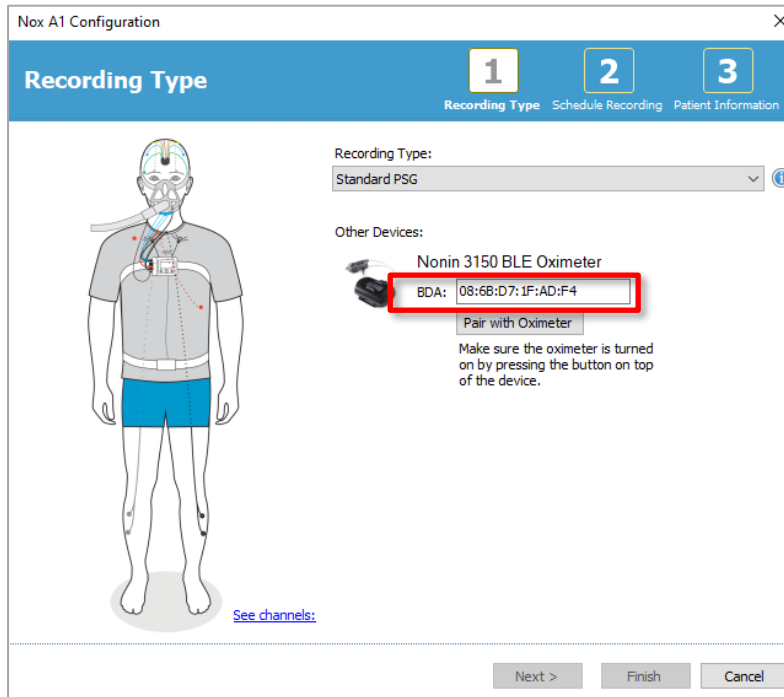 Nox A1 Configuration
Recording Type
1
2
3
Recording Type
Schedule Recording
Patient Information
Recording Type:
Standard PSG
Other Devices:
Nonin 3150 BLE Oximeter
BDA: 08:6B:D7:1F:AD:F4
Pair with Oximeter
Make sure the oximeter is turned
on by pressing the button on top
of the device.
See channels:
Next >
Finish
Cancel